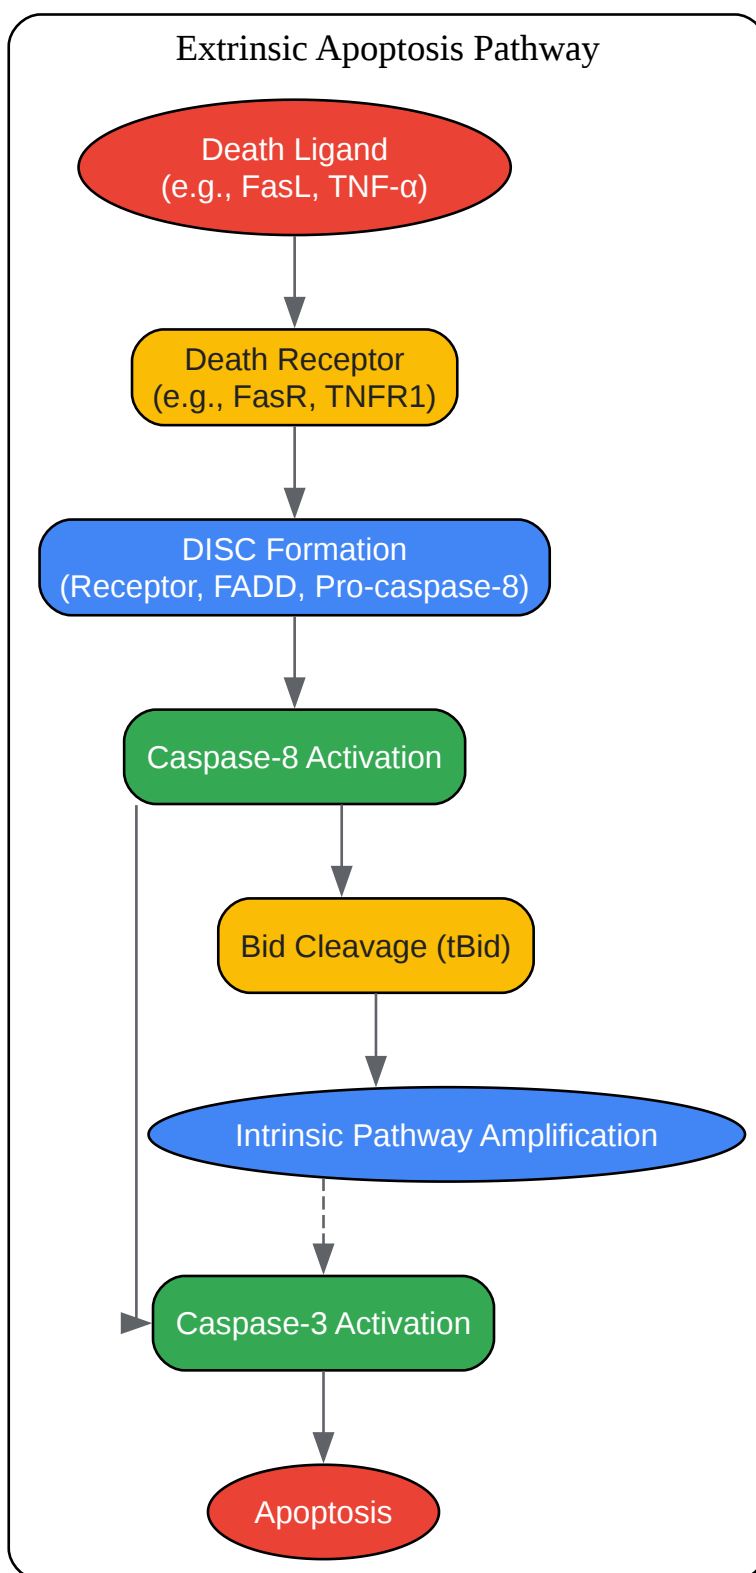 Extrinsic Apoptosis Pathway
Death Ligand
(e.g., FasL, TNF-α)
Death Receptor
(e.g., FasR, TNFR1)
DISC Formation
(Receptor, FADD, Pro-caspase-8)
Caspase-8 Activation
Bid Cleavage (tBid)
Intrinsic Pathway Amplification
Caspase-3 Activation
Apoptosis